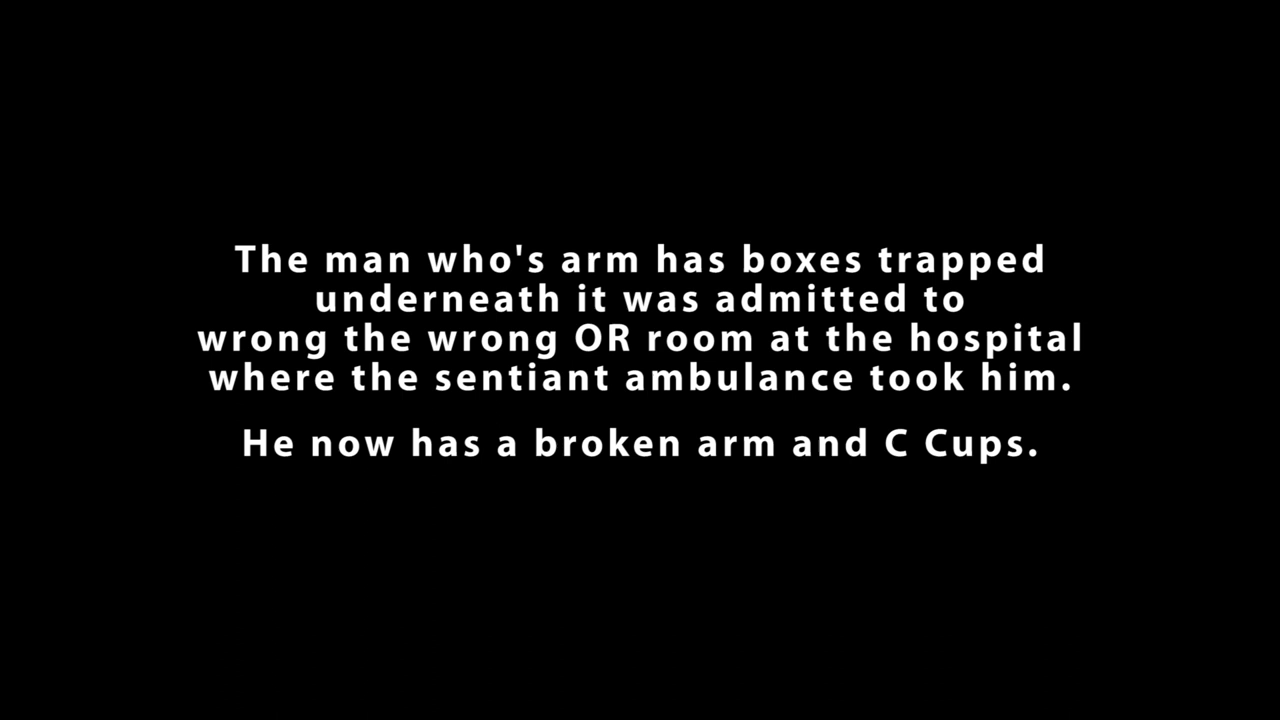 The man who's arm has boxes trapped
underneath it was admitted to
wrong the wrong OR room at the hospital
where the sentiant ambulance took him.
He now has a broken arm and C Cups.